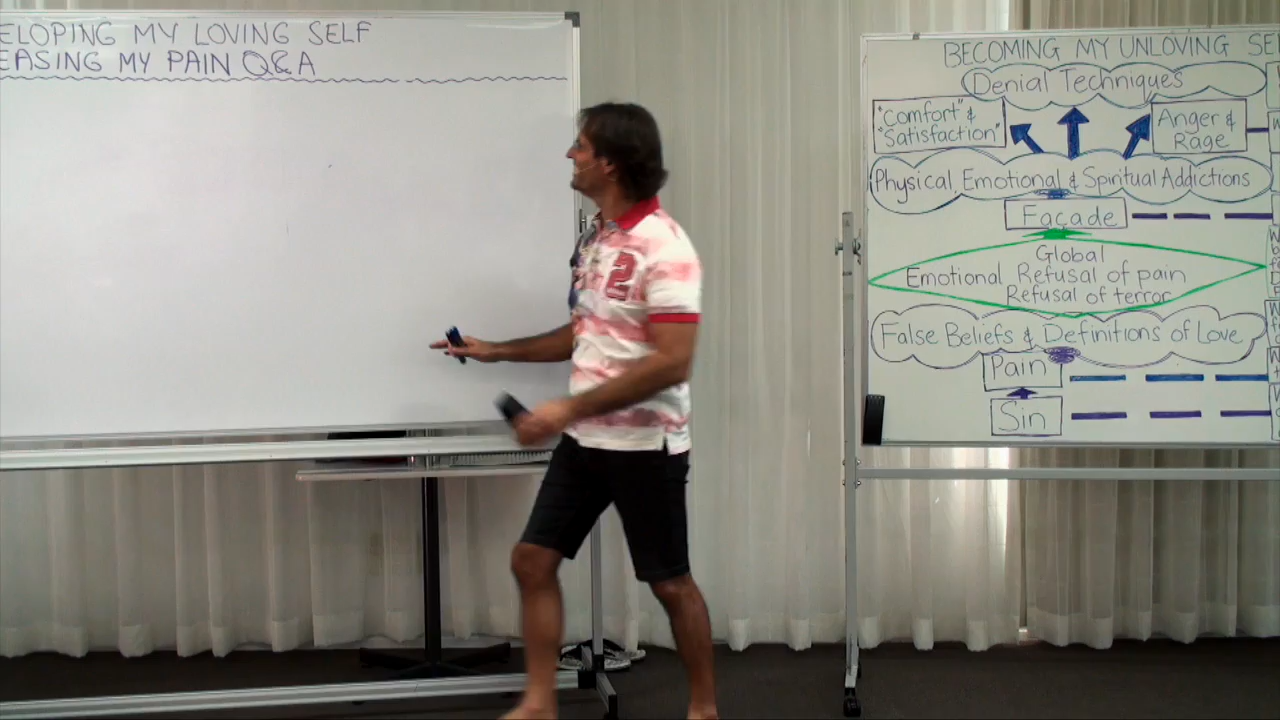 ELOPING MY LOVING SELF
EASING MY PAIN Q&A
2
BECOMING MY UNLOVING SE
Denial Techniques
"Comfort" &
"Satisfaction"
Anger &
Rage
Physical, Emotional & Spiritual Addictions
Façade
Global
Emotional Refusal of pain
Refusal of terror
False Beliefs & Definitions of Love
Pain
Sin